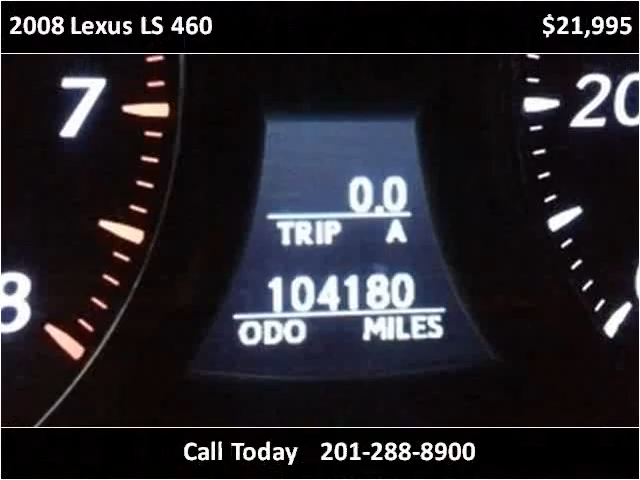 2008 Lexus LS 460 $21,995
7 20
0.0
TRIP A
104180
8
ODO MILES
Call Today 201-288-8900